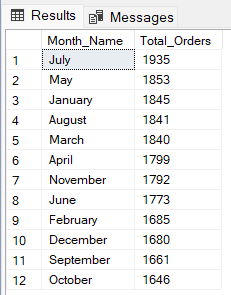 Results Messages
Month_Name Total_Orders
1 July 1935
2 May 1853
3 January 1845
4 August 1841
5 March 1840
6 April 1799
7 November 1792
8 June 1773
9 February 1685
10 December 1680
11 September 1661
12 October 1646